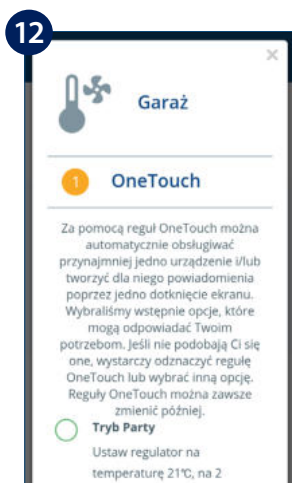 12
×
Garaż
1 OneTouch
Za pomocą reguł OneTouch można
automatycznie obsługiwać
przynajmniej jedno urządzenie i/lub
tworzyć dla niego powiadomienia
poprzez jedno dotknięcie ekranu.
Wybraliśmy wstępnie opcje, które
mogą odpowiadać Twoim
potrzebom. Jeśli nie podobają Ci się
one, wystarczy odznaczyć regułę
OneTouch lub wybrać inną opcję.
Reguły OneTouch można zawsze
zmienić później.
Tryb Party
Ustaw regulator na
temperaturę 21°C, na 2